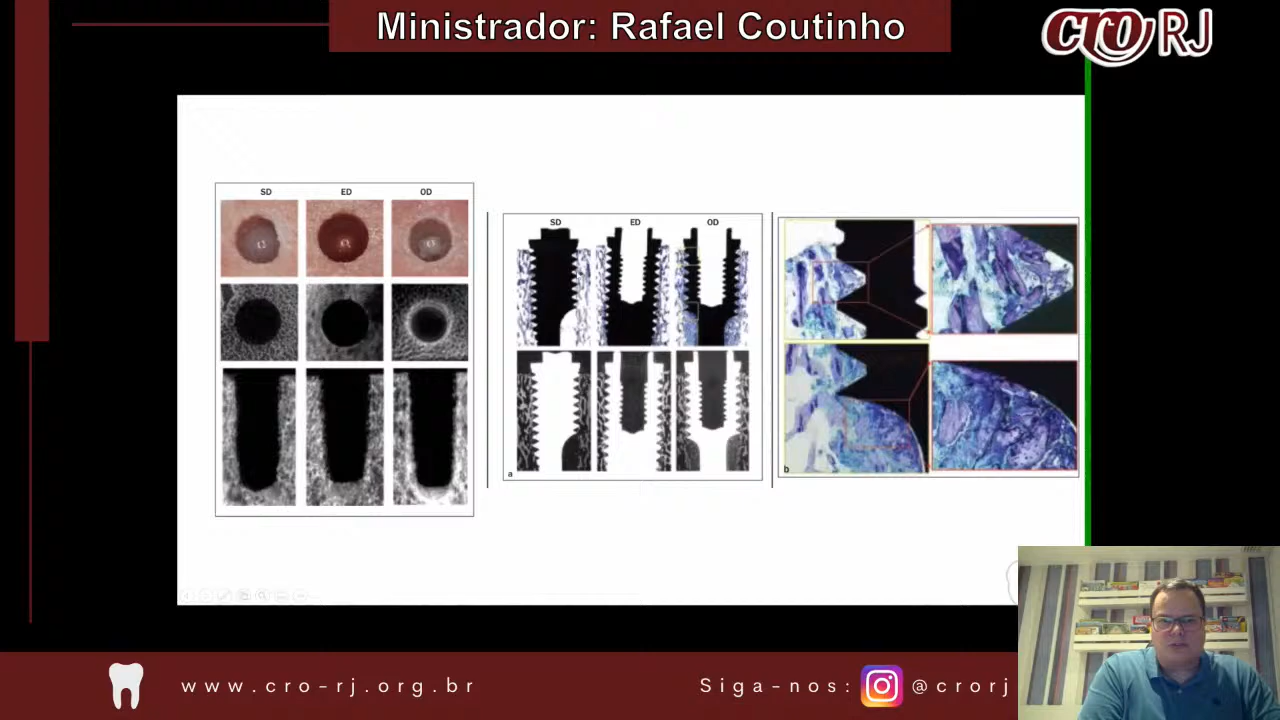 Ministrador: Rafael Coutinho
CRO RJ
SD ED OD
SD ED OD
a
b
www.cro-rj.org.br
Siga-nos: @crorj